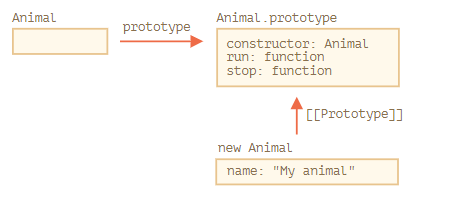 Animal
prototype
Animal.prototype
constructor: Animal
run: function
stop: function
[[Prototype]]
new Animal
name: "My animal"